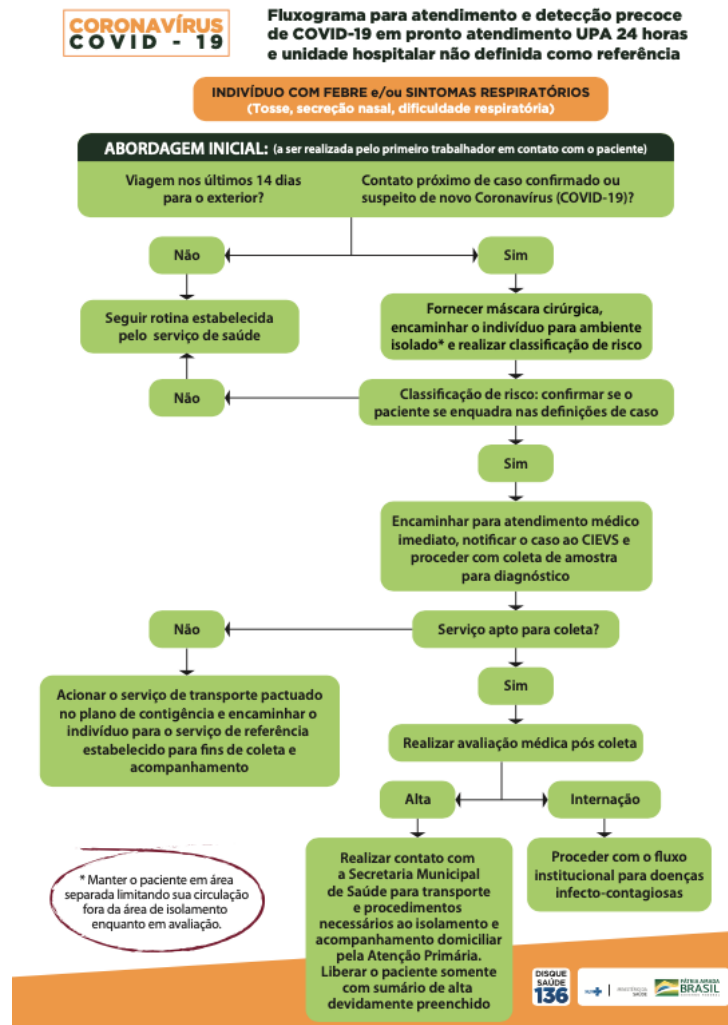 CORONAVÍRUS
COVID - 19
Fluxograma para atendimento e detecção precoce
de COVID-19 em pronto atendimento UPA 24 horas
e unidade hospitalar não definida como referência
INDIVÍDUO COM FEBRE e/ou SINTOMAS RESPIRATÓRIOS
(Tosse, secreção nasal, dificuldade respiratória)
ABORDAGEM INICIAL: (a ser realizada pelo primeiro trabalhador em contato com o paciente)
Viagem nos últimos 14 dias
para o exterior?
Contato próximo de caso confirmado ou
suspeito de novo Coronavírus (COVID-19)?
Não
Sim
Seguir rotina estabelecida
pelo serviço de saúde
Fornecer máscara cirúrgica,
encaminhar o indivíduo para ambiente
isolado* e realizar classificação de risco
Não
Classificação de risco: confirmar se o
paciente se enquadra nas definições de caso
Sim
Encaminhar para atendimento médico
imediato, notificar o caso ao CIEVS e
proceder com coleta de amostra
para diagnóstico
Não
Serviço apto para coleta?
Sim
Acionar o serviço de transporte pactuado
no plano de contigência e encaminhar o
indivíduo para o serviço de referência
estabelecido para fins de coleta e
acompanhamento
Realizar avaliação médica pós coleta
Alta
Internação
Realizar contato com
a Secretaria Municipal
de Saúde para transporte
e procedimentos
necessários ao isolamento e
acompanhamento domiciliar
pela Atenção Primária.
Liberar o paciente somente
com sumário de alta
devidamente preenchido
Proceder com o fluxo
institucional para doenças
infecto-contagiosas
* Manter o paciente em área
separada limitando sua circulação
fora da área de isolamento
enquanto em avaliação.
DISQUE
SAÚDE
136
PÁTRIA AMADA
BRASIL